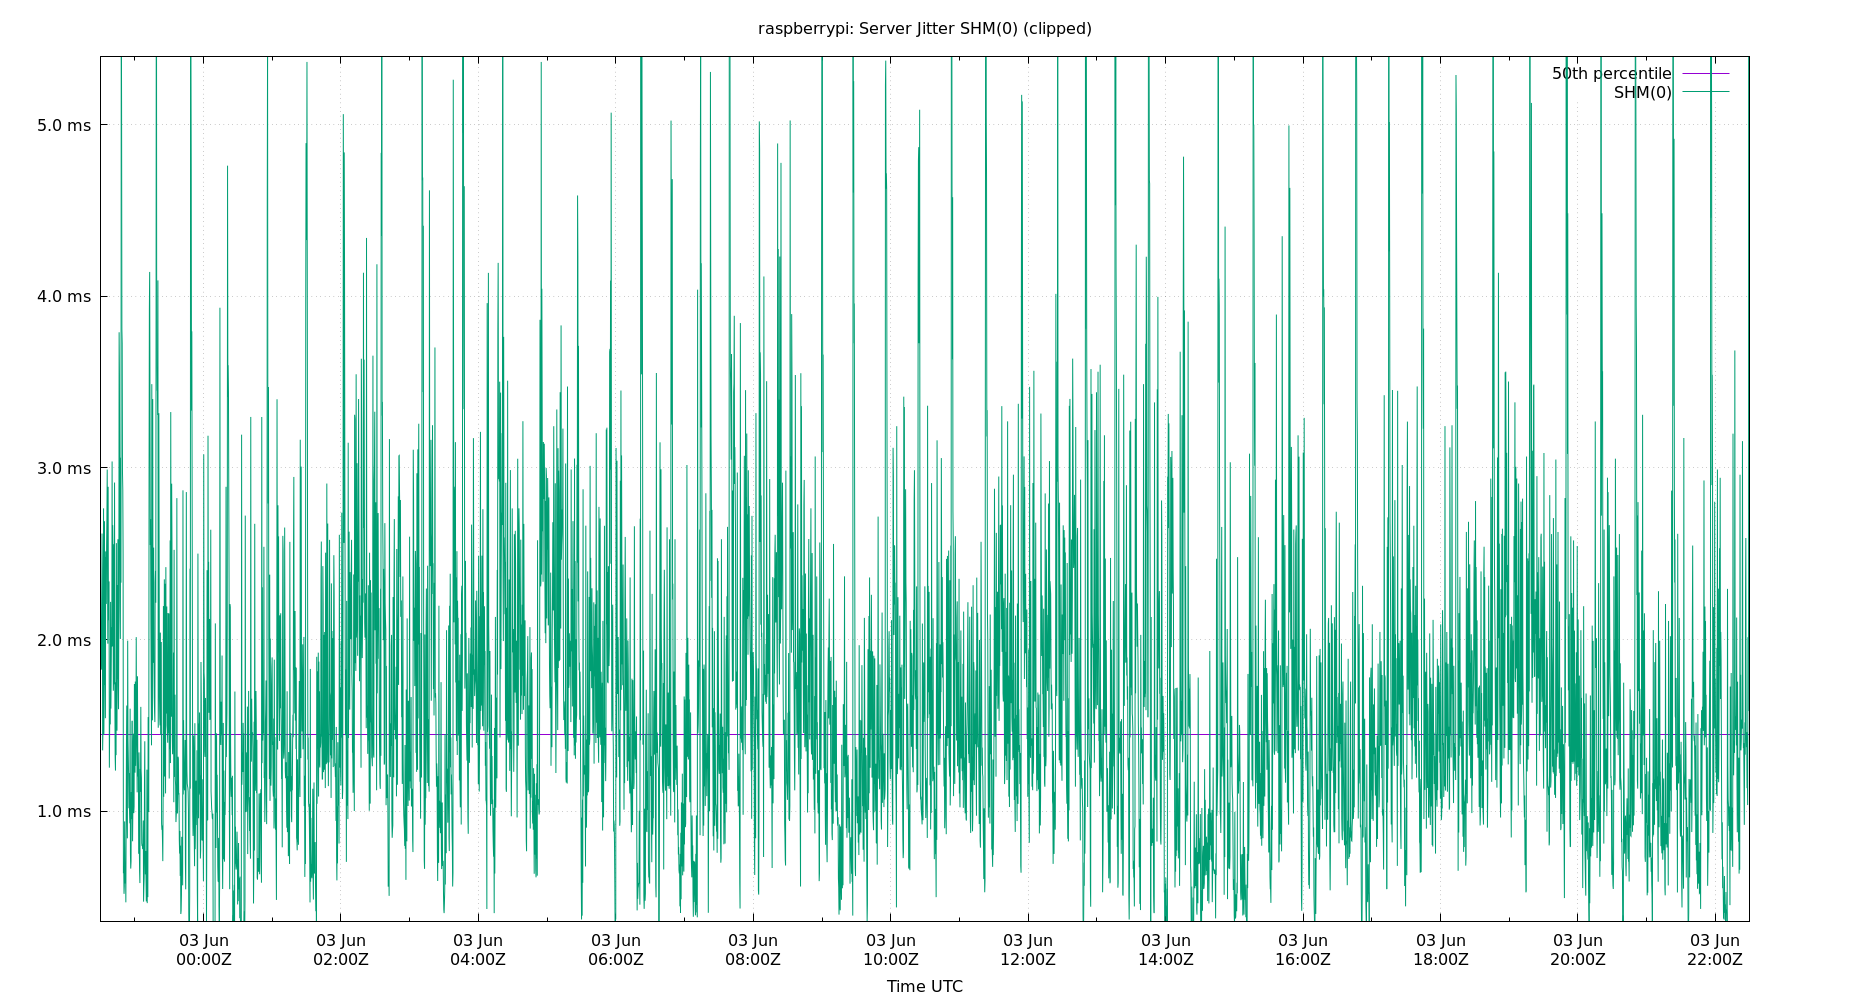 raspberrypi: Server Jitter SHM(0) (clipped)
50th percentile
SHM(0)
5.0 ms
4.0 ms
3.0 ms
2.0 ms
1.0 ms
03 Jun 03 Jun 03 Jun 03 Jun 03 Jun 03 Jun 03 Jun 03 Jun 03 Jun 03 Jun 03 Jun 03 Jun
00:00Z 02:00Z 04:00Z 06:00Z 08:00Z 10:00Z 12:00Z 14:00Z 16:00Z 18:00Z 20:00Z 22:00Z
Time UTC